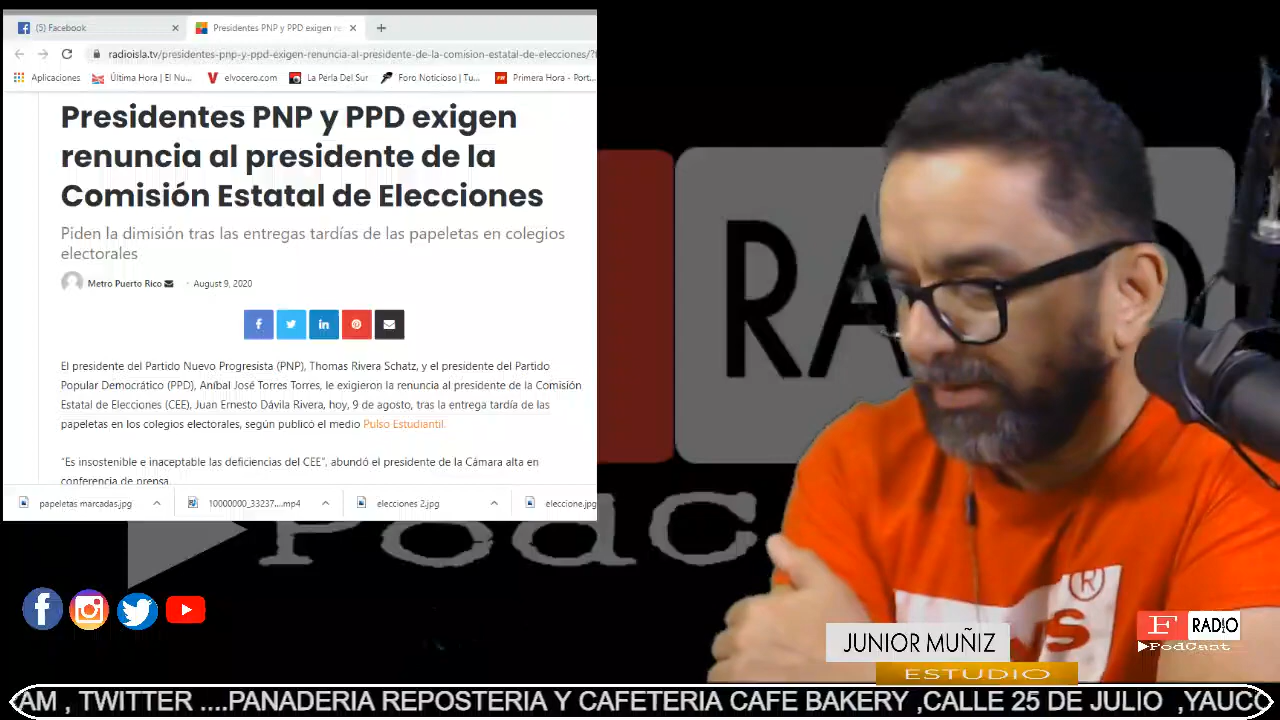 (5) Facebook
Presidentes PNP y PPD exigen re
radioisla.tv/presidentes-pnp-y-ppd-exigen-renuncia-al-presidente-de-la-comision-estatal-de-elecciones/?f
Aplicaciones Última Hora | El Nu... elvocero.com La Perla Del Sur Foro Noticioso | Tu... Primera Hora - Port...
Presidentes PNP y PPD exigen
renuncia al presidente de la
Comisión Estatal de Elecciones
Piden la dimisión tras las entregas tardías de las papeletas en colegios
electorales
Metro Puerto Rico - August 9, 2020
El presidente del Partido Nuevo Progresista (PNP), Thomas Rivera Schatz, y el presidente del Partido
Popular Democrático (PPD), Aníbal José Torres Torres, le exigieron la renuncia al presidente de la Comisión
Estatal de Elecciones (CEE), Juan Ernesto Dávila Rivera, hoy, 9 de agosto, tras la entrega tardía de las
papeletas en los colegios electorales, según publicó el medio Pulso Estudiantil.
“Es insostenible e inaceptable las deficiencias del CEE”, abundó el presidente de la Cámara alta en
conferencia de prensa.
papeletas marcadas.jpg 10000000_33237....mp4 elecciones 2.jpg eleccione.jpg
RA
Podc
®
JUNIOR MUÑIZ
ESTUDIO
F RADIO
PodCast
AM , TWITTER ....PANADERIA REPOSTERIA Y CAFETERIA CAFE BAKERY ,CALLE 25 DE JULIO ,YAUCO